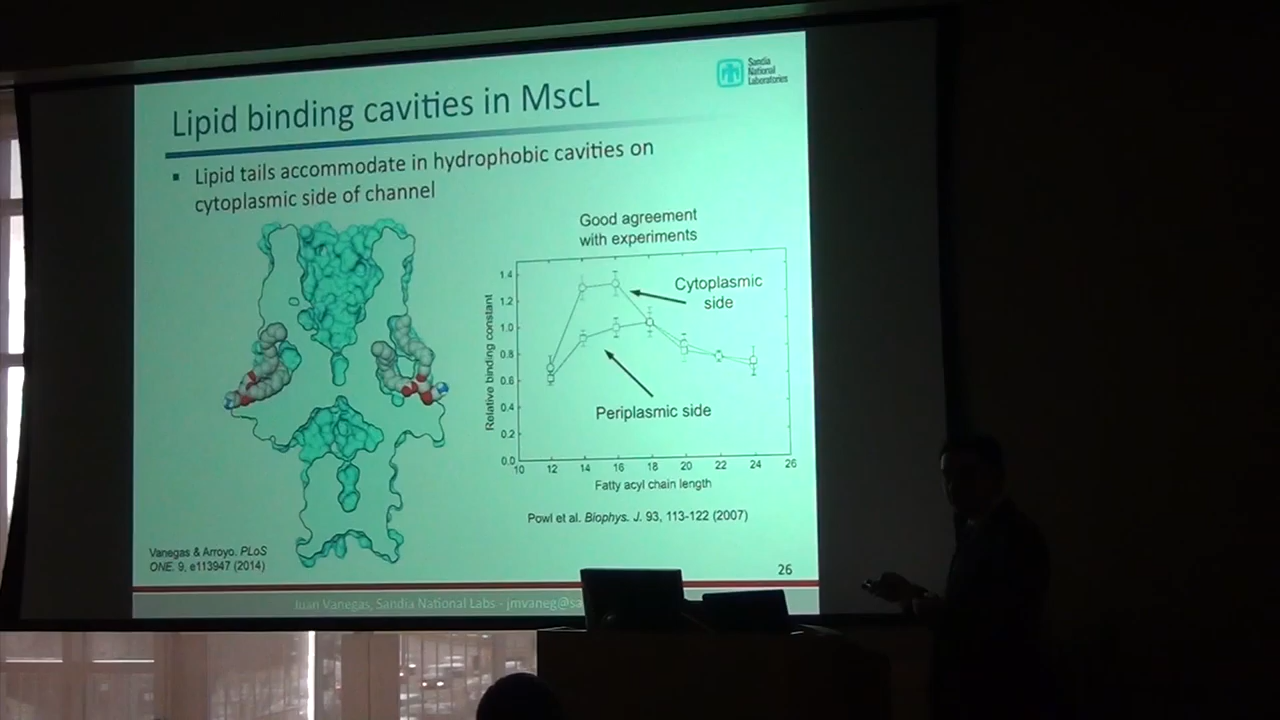 Sandia
National
Laboratories
Lipid binding cavities in MscL
▪ Lipid tails accommodate in hydrophobic cavities on
cytoplasmic side of channel
Good agreement
with experiments
Cytoplasmic
side
Periplasmic side
Relative binding constant
1.4
1.2
1.0
0.8
0.6
0.4
0.2
0.0
10 12 14 16 18 20 22 24 26
Fatty acyl chain length
Powl et al. Biophys. J. 93, 113-122 (2007)
Vanegas & Arroyo. PLoS
ONE. 9, e113947 (2014)
26
Juan Vanegas, Sandia National Labs - jmvaneg@sa